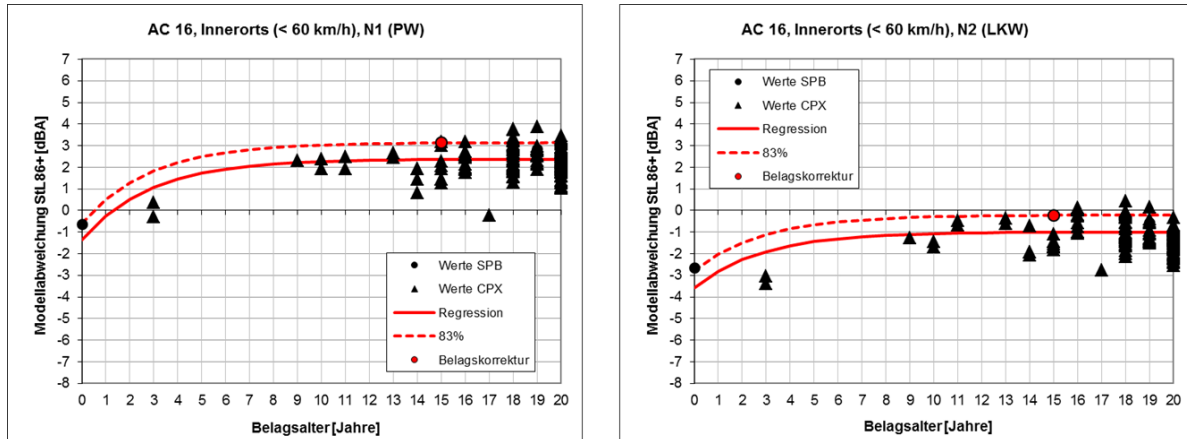 AC 16, Innerorts (< 60 km/h), N1 (PW)
Modellabweichung StL86+ [dBA]
7
6
5
4
3
2
1
0
-1
-2
-3
-4
-5
-6
-7
-8
Werte SPB
Werte CPX
Regression
83%
Belagskorrektur
0 1 2 3 4 5 6 7 8 9 10 11 12 13 14 15 16 17 18 19 20
Belagsalter [Jahre]
AC 16, Innerorts (< 60 km/h), N2 (LKW)
Modellabweichung StL86+ [dBA]
7
6
5
4
3
2
1
0
-1
-2
-3
-4
-5
-6
-7
-8
Werte SPB
Werte CPX
Regression
83%
Belagskorrektur
0 1 2 3 4 5 6 7 8 9 10 11 12 13 14 15 16 17 18 19 20
Belagsalter [Jahre]